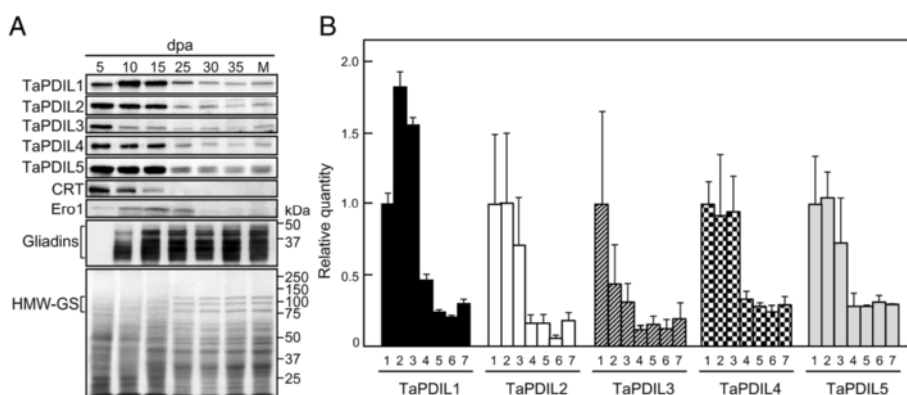 A
dpa
5 10 15 25 30 35 M
TaPDIL1
TaPDIL2
TaPDIL3
TaPDIL4
TaPDIL5
CRT
Ero1
kDa
Gliadins
50
37
HMW-GS
250
150
100
75
50
37
25
B
Relative quantity
2.0
1.5
1.0
0.5
0.0
1 2 3 4 5 6 7 1 2 3 4 5 6 7 1 2 3 4 5 6 7 1 2 3 4 5 6 7 1 2 3 4 5 6 7
TaPDIL1 TaPDIL2 TaPDIL3 TaPDIL4 TaPDIL5